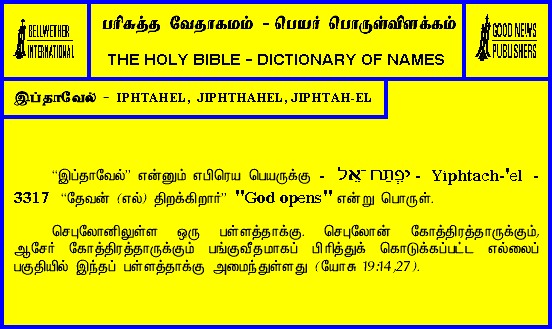 BELLWETHER
INTERNATIONAL
பரிசுத்த வேதாகமம் - பெயர் பொருள்விளக்கம்
THE HOLY BIBLE - DICTIONARY OF NAMES
GOOD NEWS
PUBLISHERS
இப்தாவேல் - IPHTAHEL, JIPHTHAHEL, JIPHTAH-EL
“இப்தாவேல்” என்னும் எபிரெய பெயருக்கு - יִפְתַּח־אֵל - Yiphtach-'el -
3317 “தேவன் (எல்) திறக்கிறார்” "God opens" என்று பொருள்.
செபுலோனிலுள்ள ஒரு பள்ளத்தாக்கு. செபுலோன் கோத்திரத்தாருக்கும்,
ஆசேர் கோத்திரத்தாருக்கும் பங்குவீதமாகப் பிரித்துக் கொடுக்கப்பட்ட எல்லைப்
பகுதியில் இந்தப் பள்ளத்தாக்கு அமைந்துள்ளது (யோசு 19:14,27).